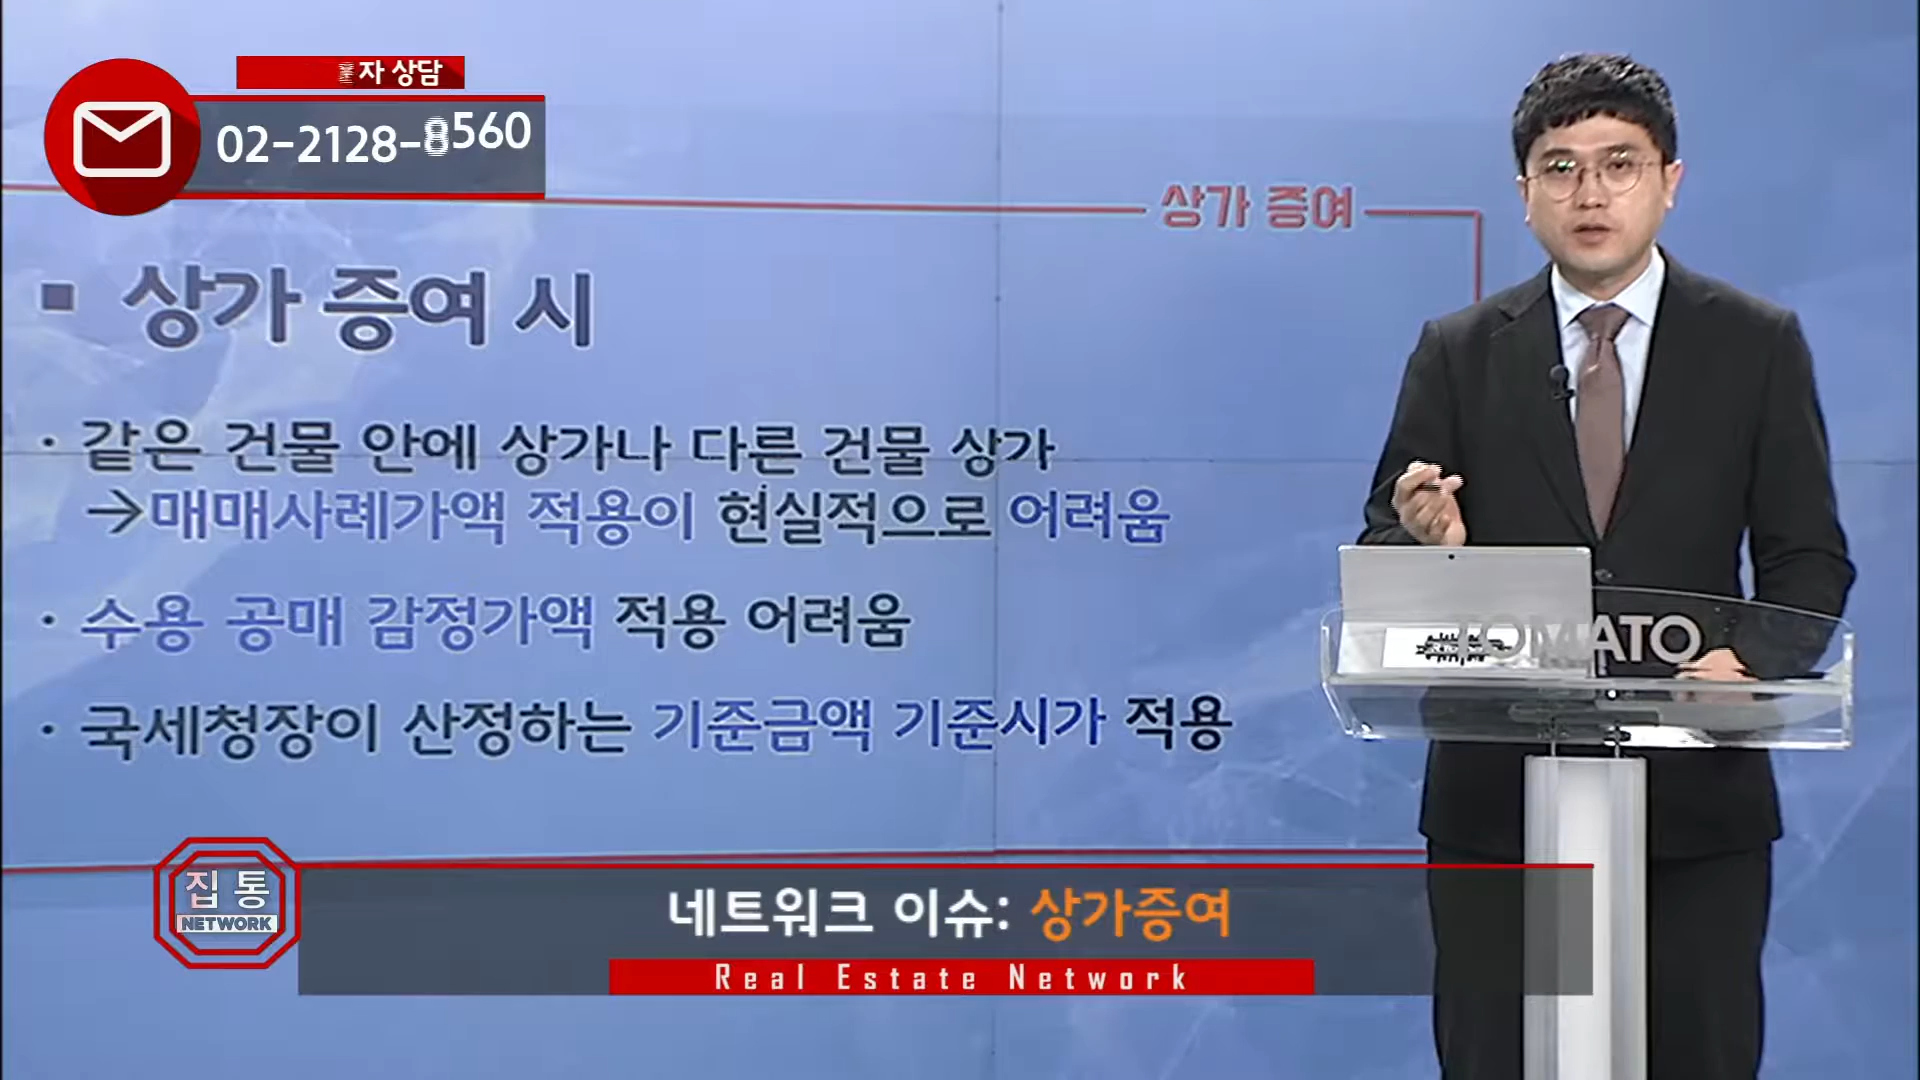 자 상담
02-2128-8560
상가 증여
▪ 상가 증여 시
· 같은 건물 안에 상가나 다른 건물 상가
→매매사례가액 적용이 현실적으로 어려움
· 수용 공매 감정가액 적용 어려움
· 국세청장이 산정하는 기준금액 기준시가 적용
TOMATO
집통
NETWORK
네트워크 이슈: 상가증여
Real Estate Network